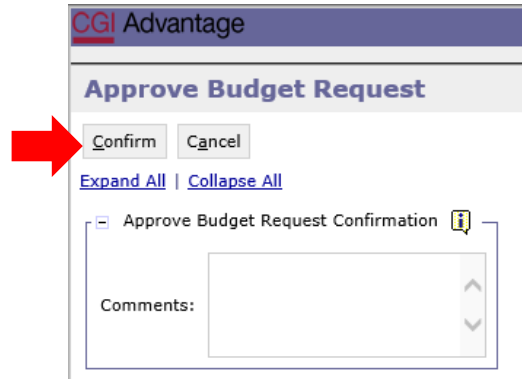 CGI Advantage
Approve Budget Request
Confirm Cancel
Expand All | Collapse All
Approve Budget Request Confirmation
Comments: